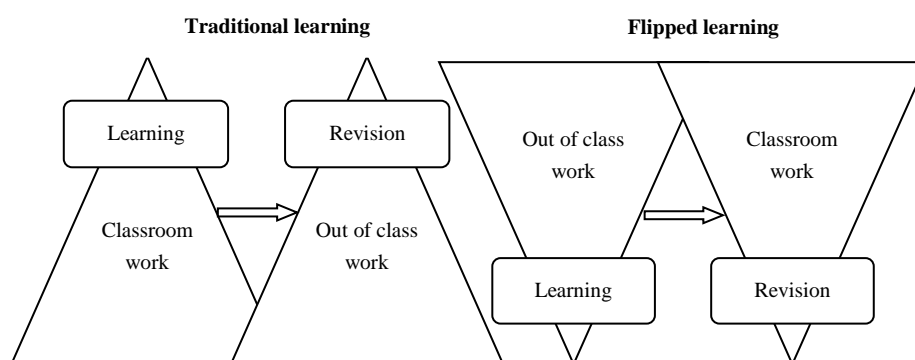 Traditional learning
Flipped learning
Learning
Revision
Classroom
work
Out of class
work
Out of class
work
Classroom
work
Learning
Revision